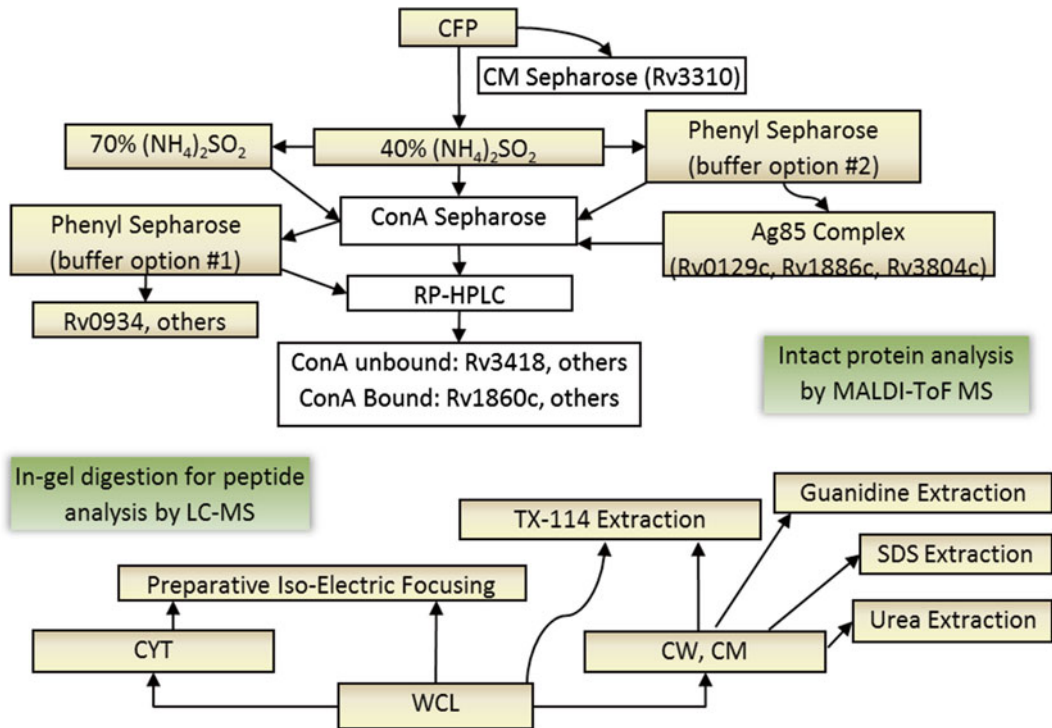 CFP
CM Sepharose (Rv3310)
70% (NH₄)₂SO₂
40% (NH₄)₂SO₂
Phenyl Sepharose
(buffer option #2)
ConA Sepharose
Phenyl Sepharose
(buffer option #1)
Ag85 Complex
(Rv0129c, Rv1886c, Rv3804c)
RP-HPLC
Rv0934, others
ConA unbound: Rv3418, others
ConA Bound: Rv1860c, others
Intact protein analysis
by MALDI-ToF MS
In-gel digestion for peptide
analysis by LC-MS
Guanidine Extraction
TX-114 Extraction
SDS Extraction
Preparative Iso-Electric Focusing
Urea Extraction
CYT
CW, CM
WCL